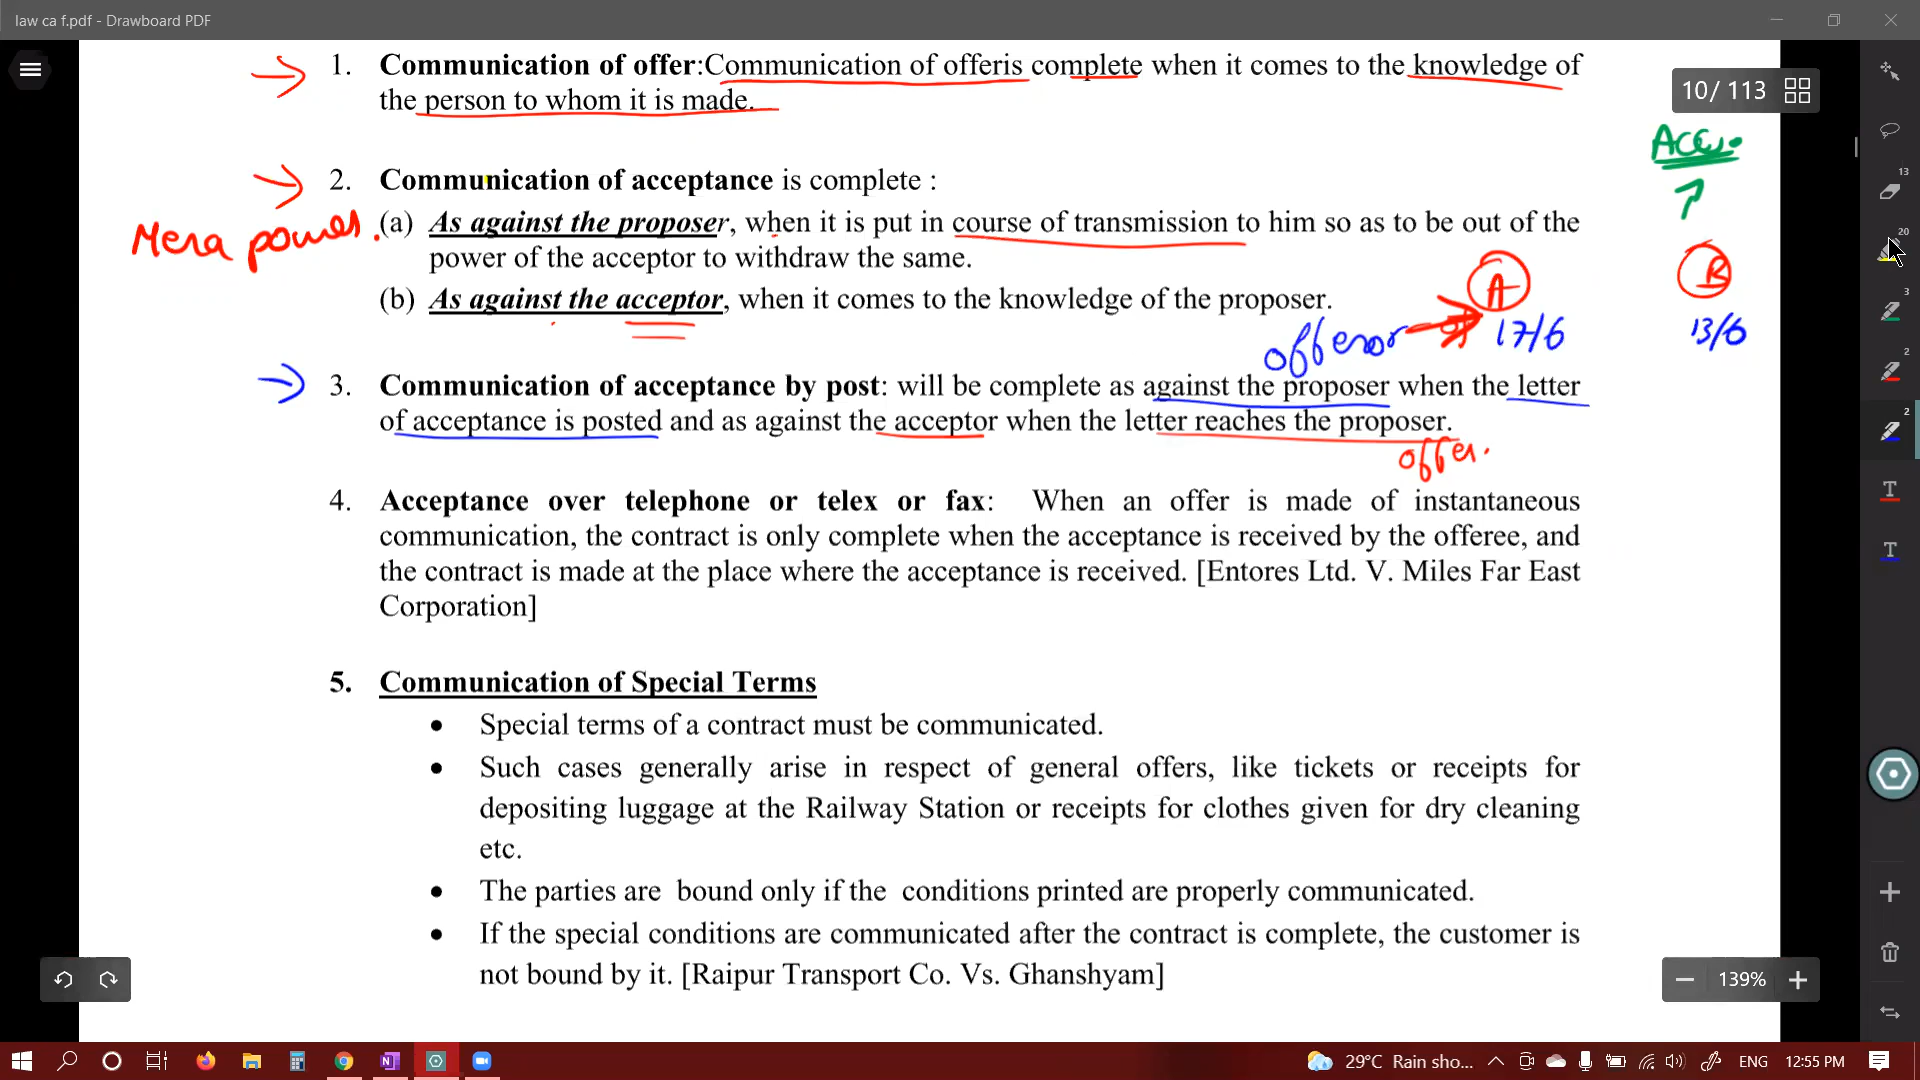 law ca f.pdf - Drawboard PDF
1. Communication of offer:Communication of offeris complete when it comes to the knowledge of
the person to whom it is made.
10 / 113
Acc.
2. Communication of acceptance is complete :
Mera power.
(a) As against the proposer, when it is put in course of transmission to him so as to be out of the
power of the acceptor to withdraw the same.
(b) As against the acceptor, when it comes to the knowledge of the proposer.
A
B
offeror
17/6
13/6
3. Communication of acceptance by post: will be complete as against the proposer when the letter
of acceptance is posted and as against the acceptor when the letter reaches the proposer.
offer.
4. Acceptance over telephone or telex or fax: When an offer is made of instantaneous
communication, the contract is only complete when the acceptance is received by the offeree, and
the contract is made at the place where the acceptance is received. [Entores Ltd. V. Miles Far East
Corporation]
5. Communication of Special Terms
• Special terms of a contract must be communicated.
• Such cases generally arise in respect of general offers, like tickets or receipts for
depositing luggage at the Railway Station or receipts for clothes given for dry cleaning
etc.
• The parties are bound only if the conditions printed are properly communicated.
• If the special conditions are communicated after the contract is complete, the customer is
not bound by it. [Raipur Transport Co. Vs. Ghanshyam]
139%
13
20
3
2
2
T
T
29°C Rain sho...
ENG
12:55 PM